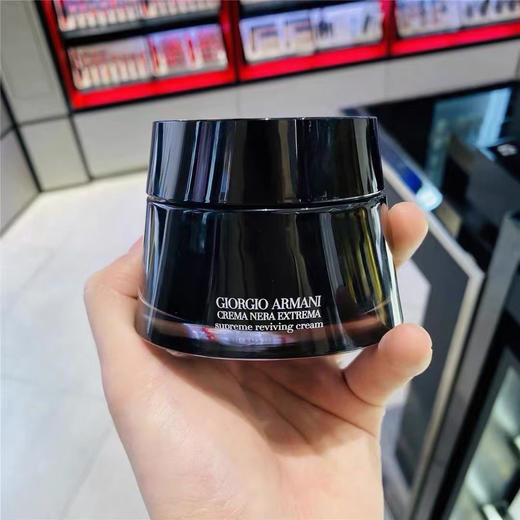 GIORGIO ARMANI
CREMA NERA EXTREMA
supreme reviving cream